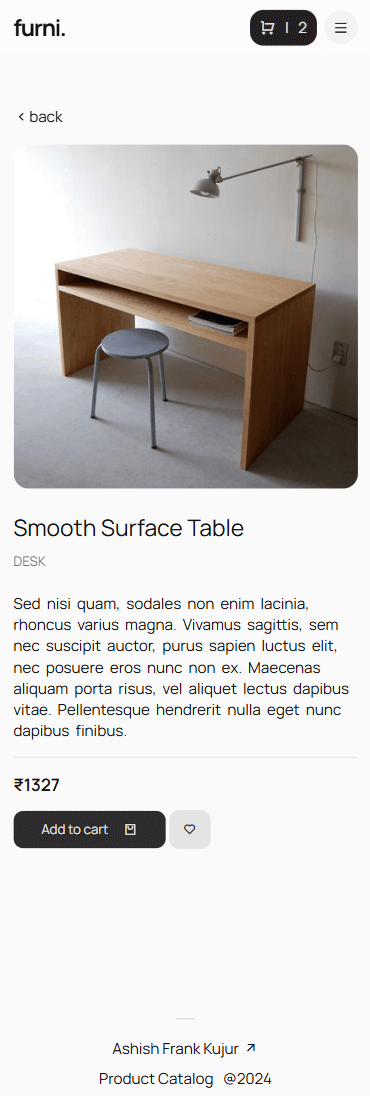 furni.
| 2
back
Smooth Surface Table
DESK
Sed nisi quam, sodales non enim lacinia,
rhoncus varius magna. Vivamus sagittis, sem
nec suscipit auctor, purus sapien luctus elit,
nec posuere eros nunc non ex. Maecenas
aliquam porta risus, vel aliquet lectus dapibus
vitae. Pellentesque hendrerit nulla eget nunc
dapibus finibus.
₹1327
Add to cart
Ashish Frank Kujur
Product Catalog @2024